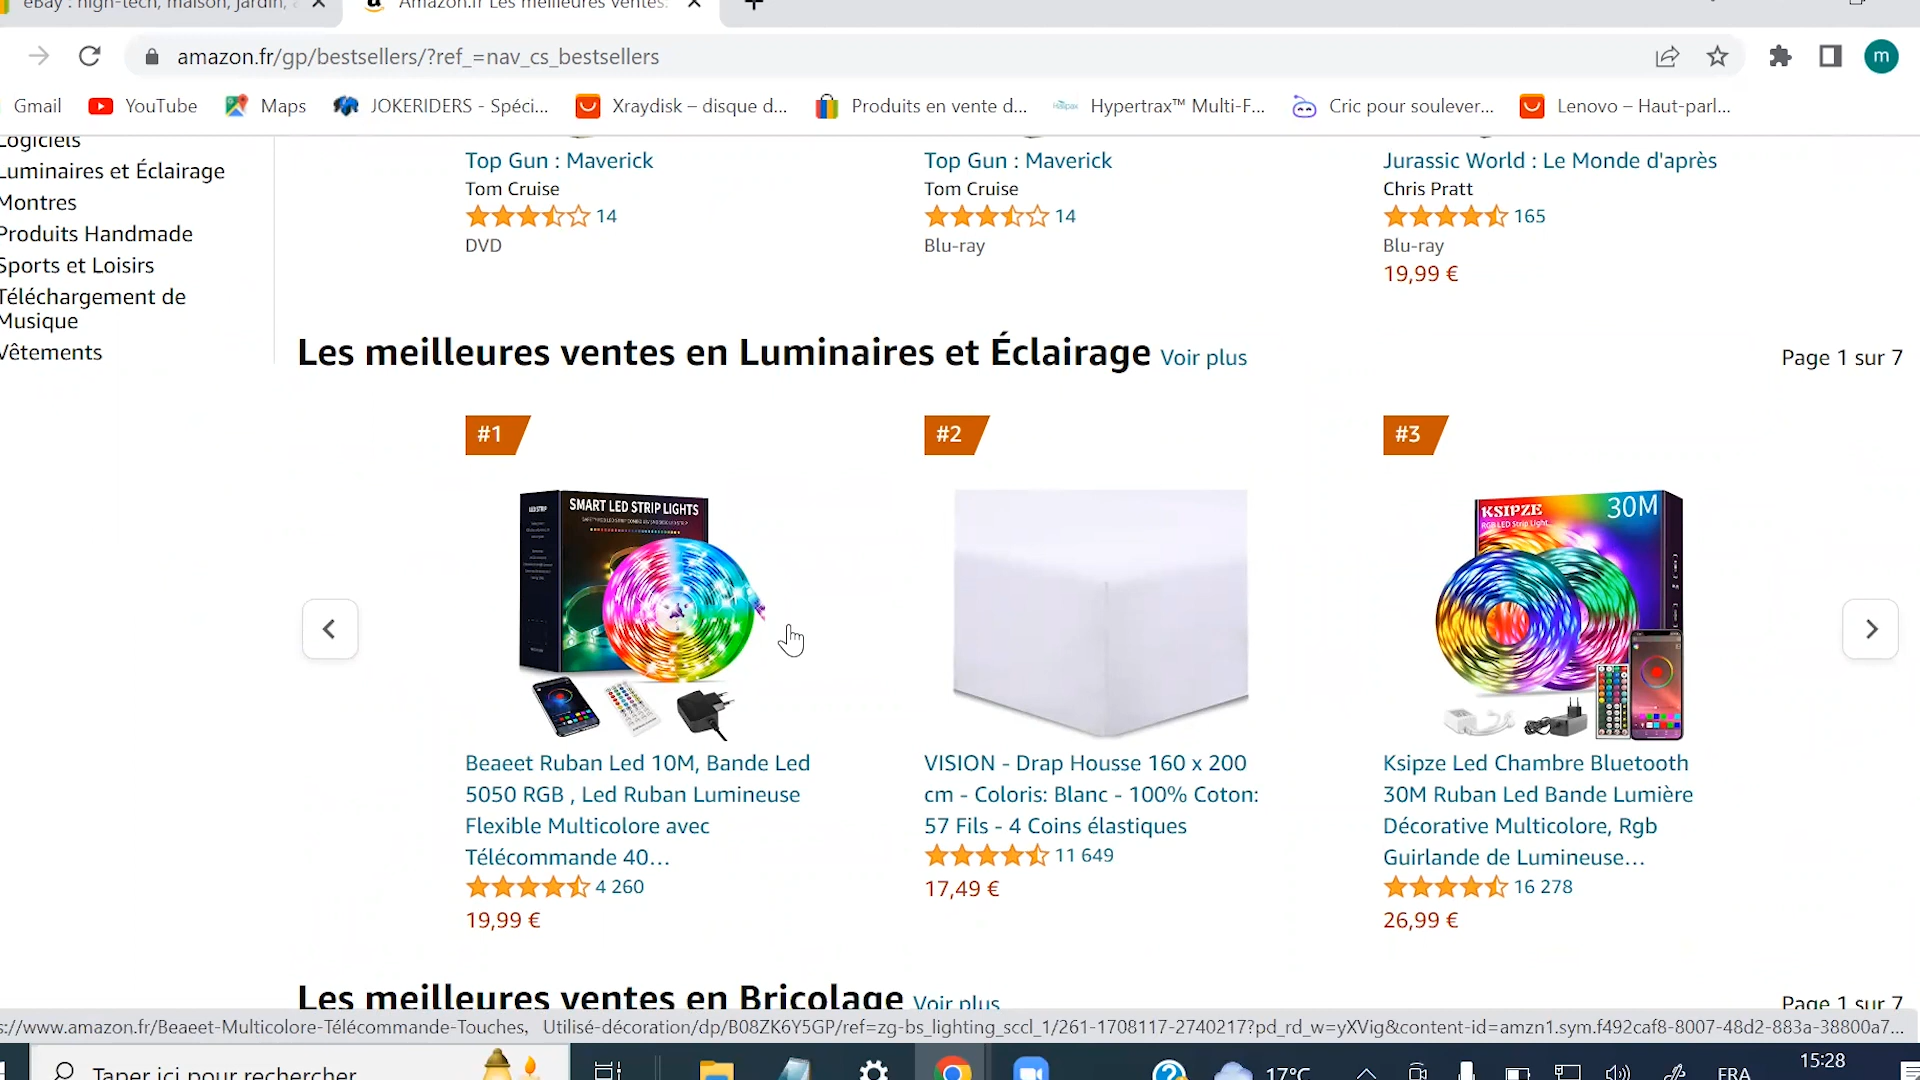 eBay : high-tech, maison, jardin,
Amazon.fr Les meilleures ventes:
amazon.fr/gp/bestsellers/?ref_=nav_cs_bestsellers
m
Gmail
YouTube
Maps
JOKERIDERS - Spéci...
Xraydisk – disque d...
Produits en vente d...
Hypertrax™ Multi-F...
Cric pour soulever...
Lenovo – Haut-parl...
Logiciels
Luminaires et Éclairage
Montres
Produits Handmade
Sports et Loisirs
Téléchargement de
Musique
Vêtements
Top Gun : Maverick
Tom Cruise
14
DVD
Top Gun : Maverick
Tom Cruise
14
Blu-ray
Jurassic World : Le Monde d'après
Chris Pratt
165
Blu-ray
19,99 €
Les meilleures ventes en Luminaires et Éclairage Voir plus
Page 1 sur 7
#1
SMART LED STRIP LIGHTS
LED STRIP
Beaeet Ruban Led 10M, Bande Led
5050 RGB , Led Ruban Lumineuse
Flexible Multicolore avec
Télécommande 40…
4 260
19,99 €
#2
VISION - Drap Housse 160 x 200
cm - Coloris: Blanc - 100% Coton:
57 Fils - 4 Coins élastiques
11 649
17,49 €
#3
KSIPZE
RGB LED Strip Light
30M
Ksipze Led Chambre Bluetooth
30M Ruban Led Bande Lumière
Décorative Multicolore, Rgb
Guirlande de Lumineuse…
16 278
26,99 €
Les meilleures ventes en Bricolage Voir plus
Page 1 sur 7
s://www.amazon.fr/Beaeet-Multicolore-Télécommande-Touches, Utilisé-décoration/dp/B08ZK6Y5GP/ref=zg-bs_lighting_sccl_1/261-1708117-2740217?pd_rd_w=yXVig&content-id=amzn1.sym.f492caf8-8007-48d2-883a-38800a7...
Taper ici pour rechercher
17°C
FRA
15:28